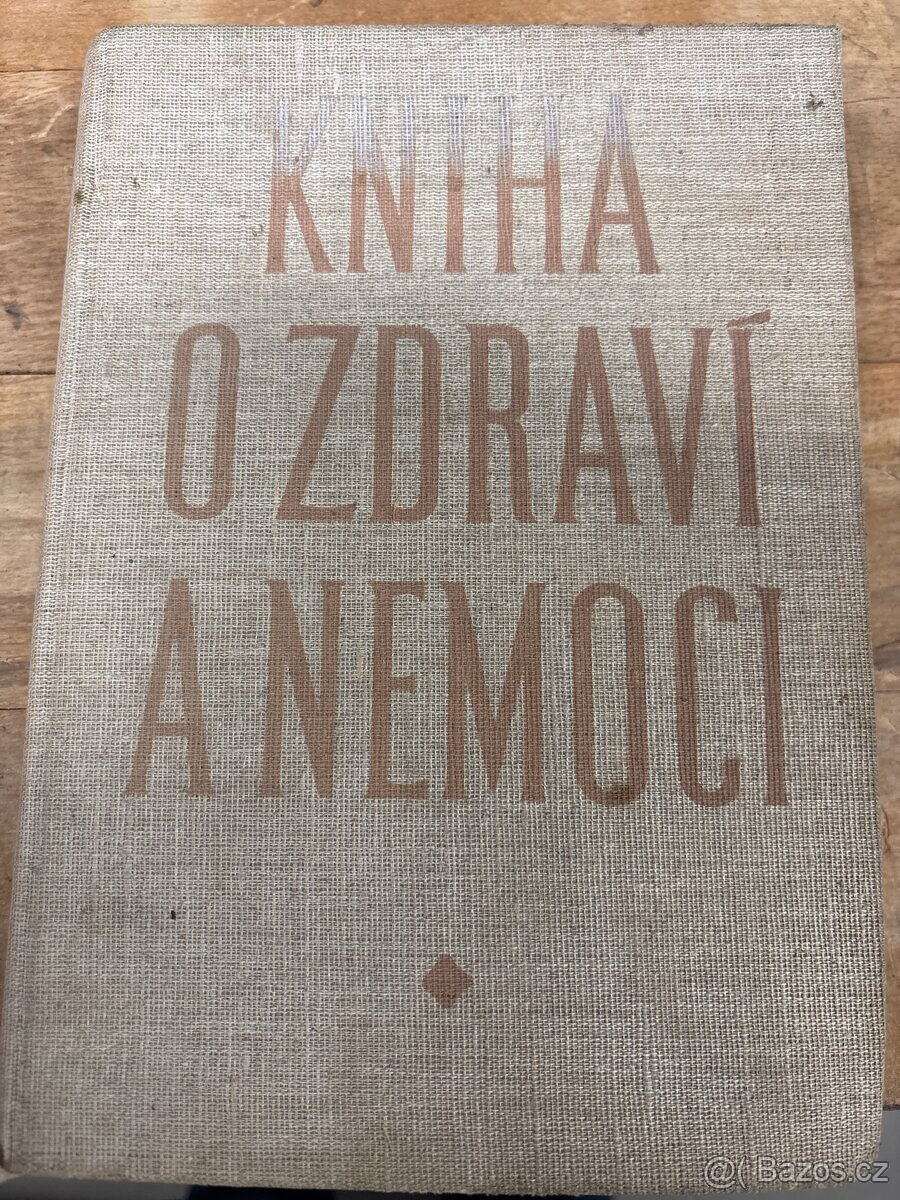 KNIHA
O ZDRAVÍ
A NEMOCI
@( Bazos.cz